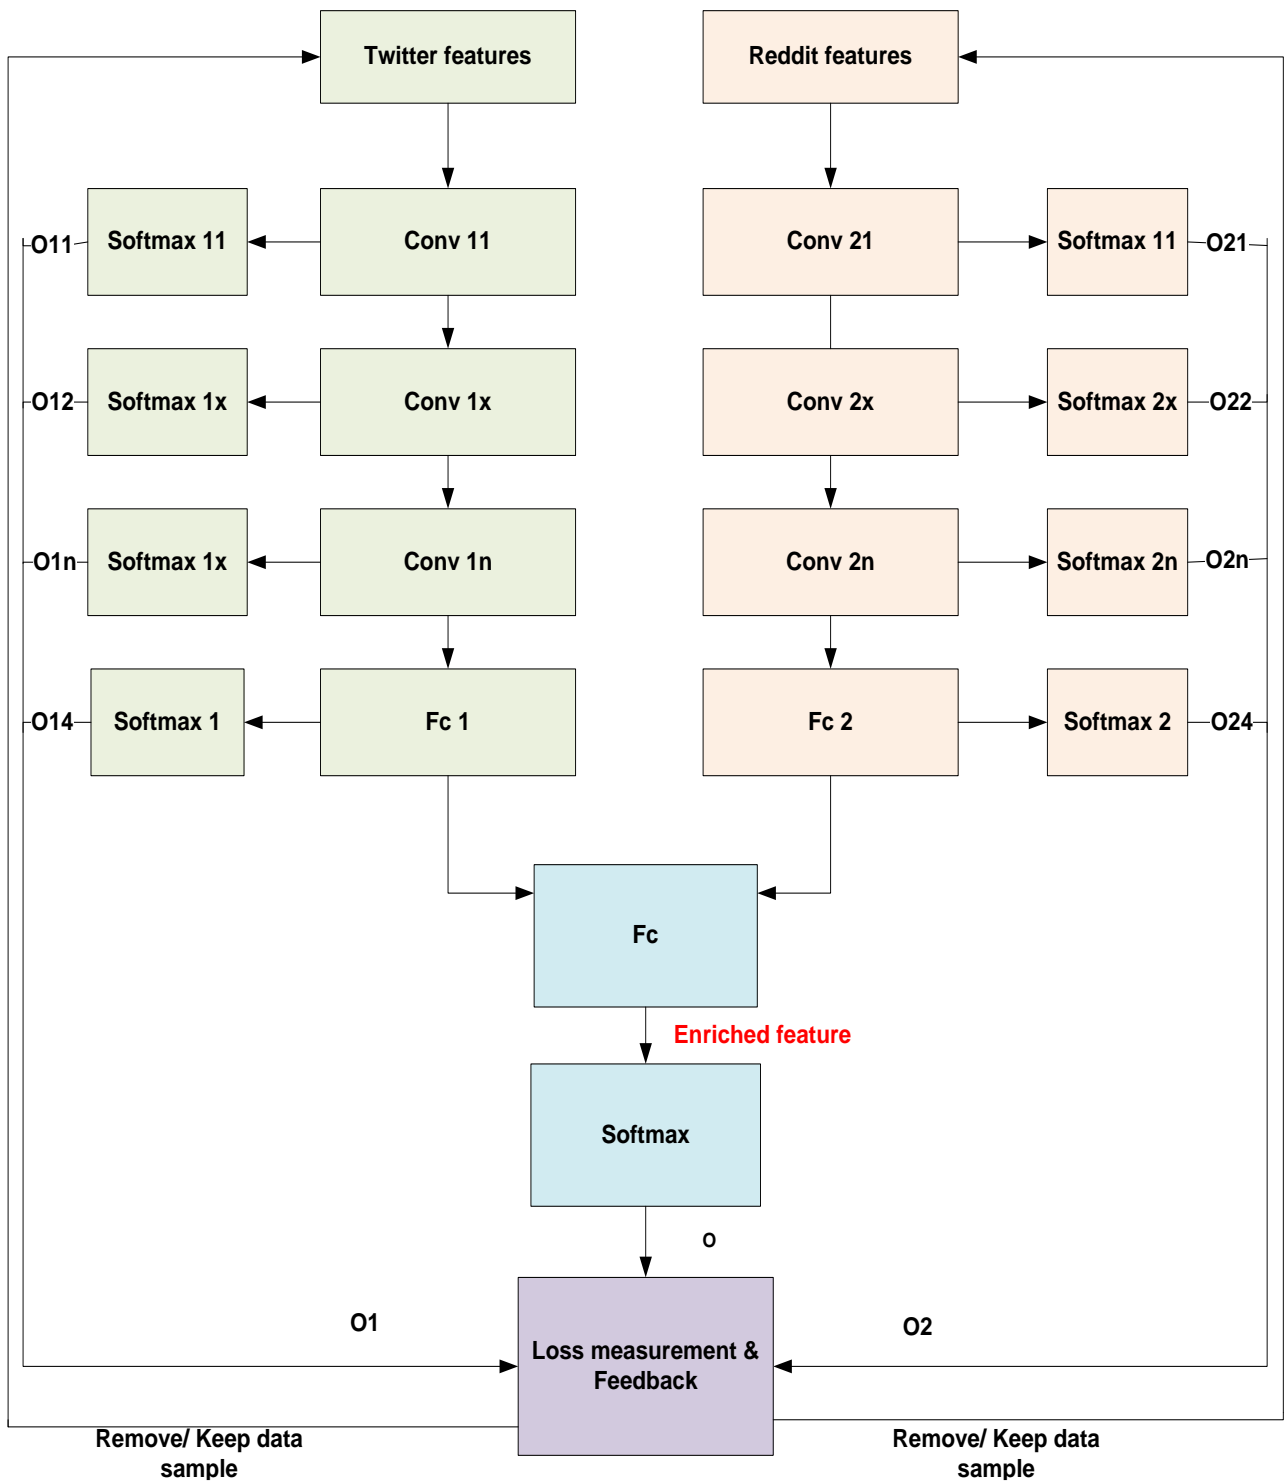 Twitter features
Reddit features
O11
Softmax 11
Conv 11
Conv 21
Softmax 11
O21
O12
Softmax 1x
Conv 1x
Conv 2x
Softmax 2x
O22
O1n
Softmax 1x
Conv 1n
Conv 2n
Softmax 2n
O2n
O14
Softmax 1
Fc 1
Fc 2
Softmax 2
O24
Fc
Enriched feature
Softmax
O
O1
O2
Loss measurement &
Feedback
Remove/ Keep data
sample
Remove/ Keep data
sample